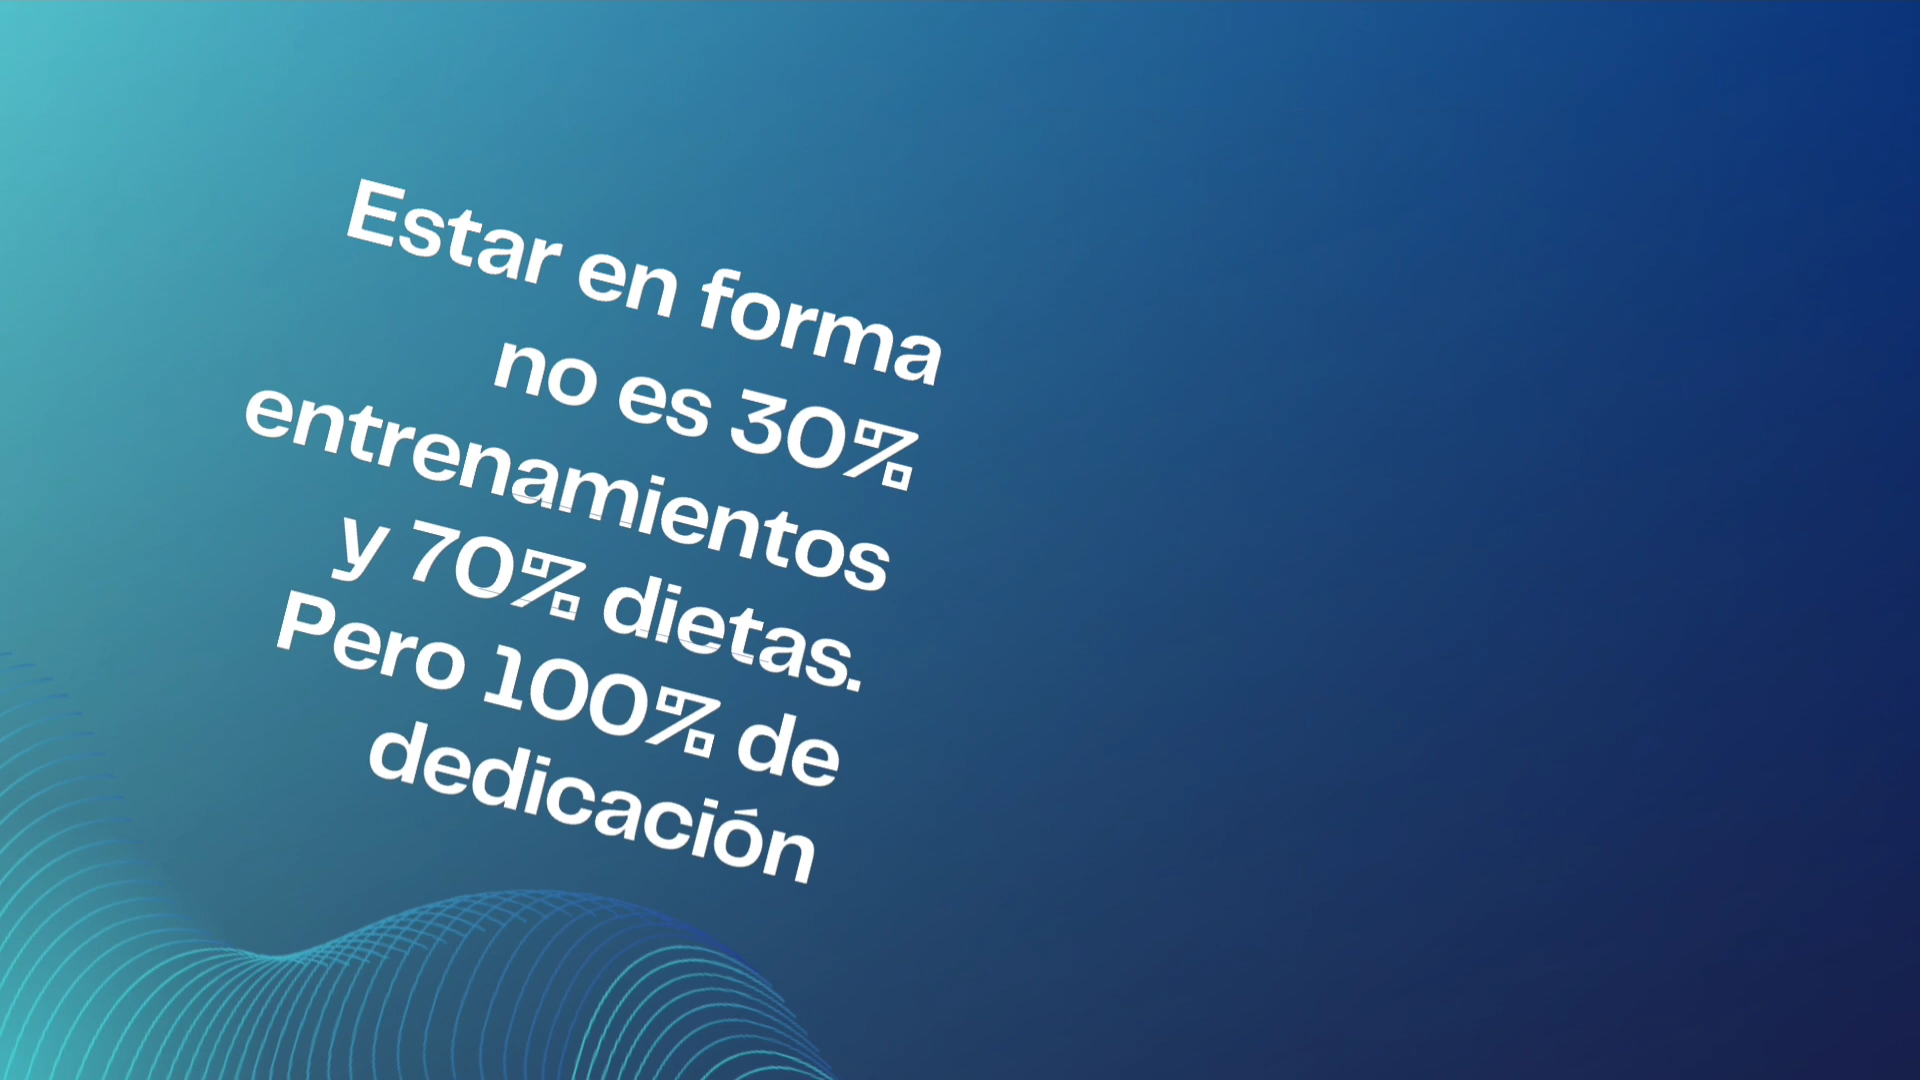 Estar en forma
no es 30%
entrenamientos
y 70% dietas.
Pero 100% de
dedicación